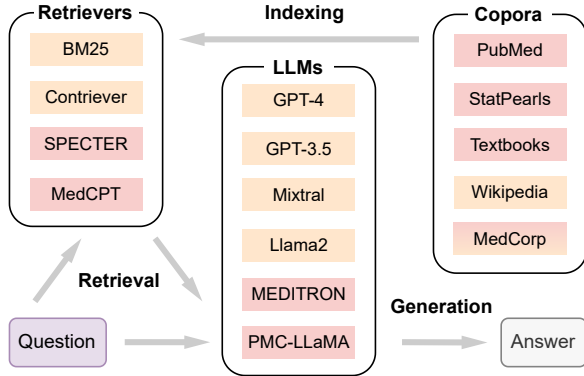 Retrievers
BM25
Contriever
SPECTER
MedCPT
Indexing
LLMs
GPT-4
GPT-3.5
Mixtral
Llama2
MEDITRON
PMC-LLaMA
Copora
PubMed
StatPearls
Textbooks
Wikipedia
MedCorp
Retrieval
Question
Generation
Answer